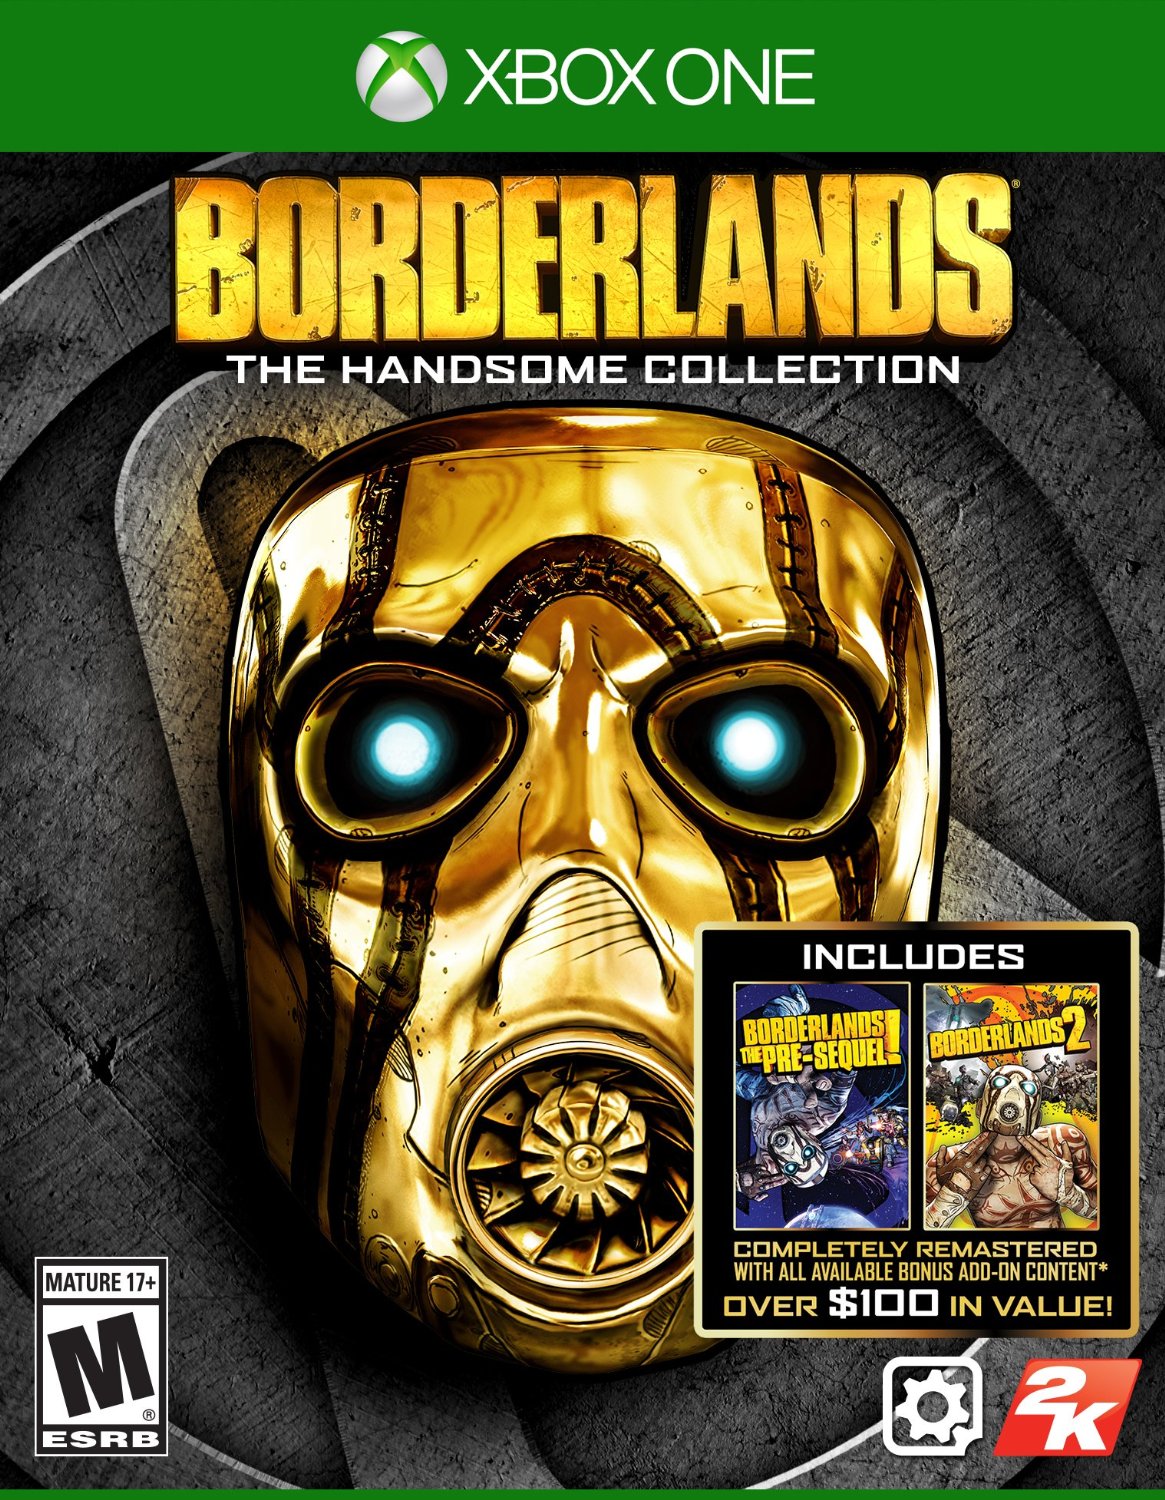 XBOX ONE
BORDERLANDS®
THE HANDSOME COLLECTION
INCLUDES
BORDERLANDS
THE PRE-SEQUEL!
BORDERLANDS 2
COMPLETELY REMASTERED
WITH ALL AVAILABLE BONUS ADD-ON CONTENT*
OVER $100 IN VALUE!
MATURE 17+
M®
ESRB
2K